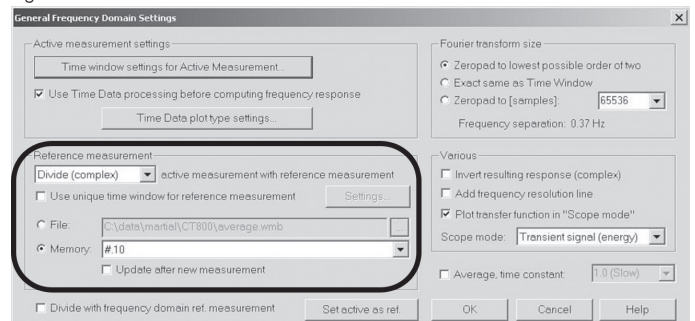 General Frequency Domain Settings
Active measurement settings
Time window settings for Active Measurement...
Use Time Data processing before computing frequency response
Time Data plot type settings...
Reference measurement
Divide (complex) active measurement with reference measurement
Use unique time window for reference measurement Settings...
File: C:\data\martial\CT800\average.wmb ...
Memory: #.10
Update after new measurement
Divide with frequency domain ref. measurement Set active as ref.
Fourier transform size
Zeropad to lowest possible order of two
Exact same as Time Window
Zeropad to [samples]: 65536
Frequency separation: 0.37 Hz
Various
Invert resulting response (complex)
Add frequency resolution line
Plot transfer function in "Scope mode"
Scope mode: Transient signal (energy)
Average, time constant: 1.0 (Slow)
OK Cancel Help